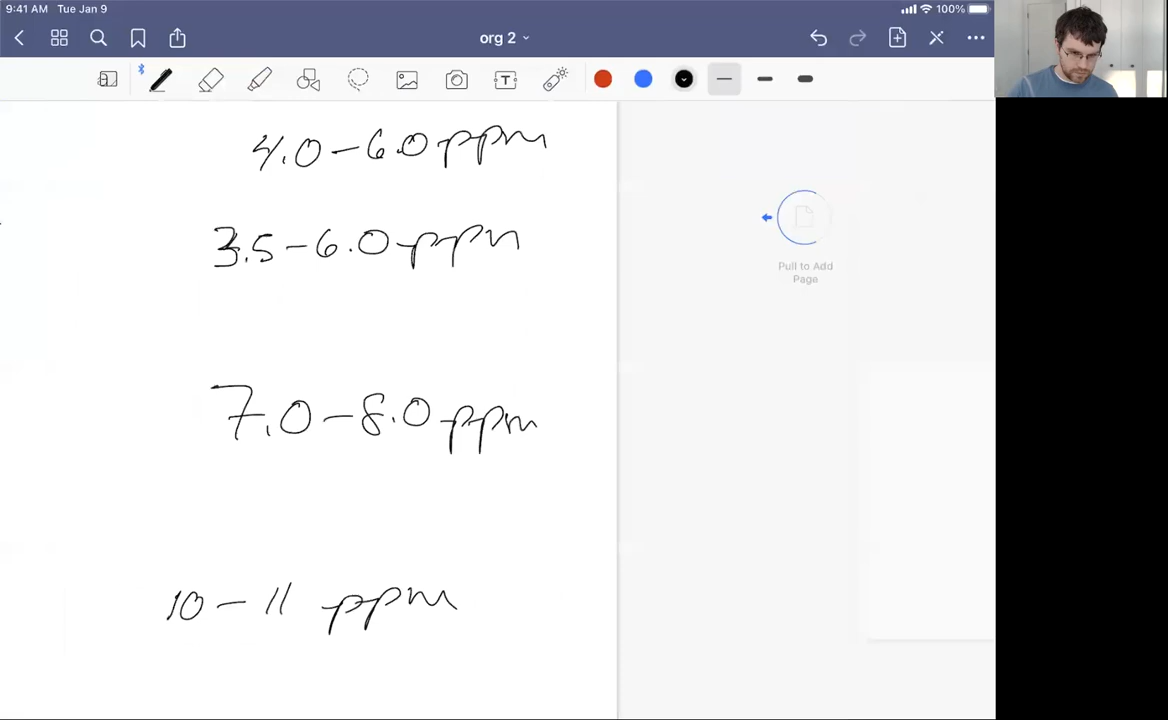 9:41 AM Tue Jan 9
100%
org 2
a
T
4.0-6.0 ppm
3.5-6.0 ppm
Pull to Add
Page
7.0-8.0 ppm
10-11 ppm